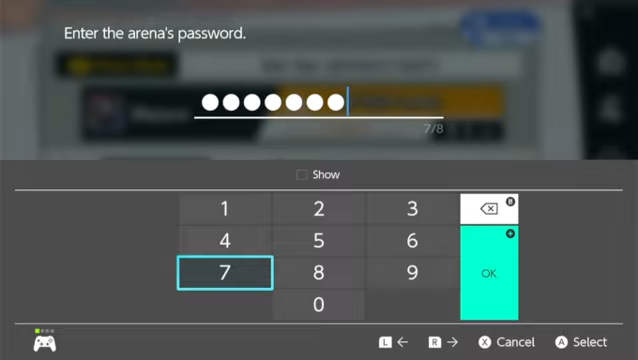 Enter the arena's password.
7/8
Show
1 2 3
4 5 6
7 8 9
0
OK
B
+
L R X Cancel A Select